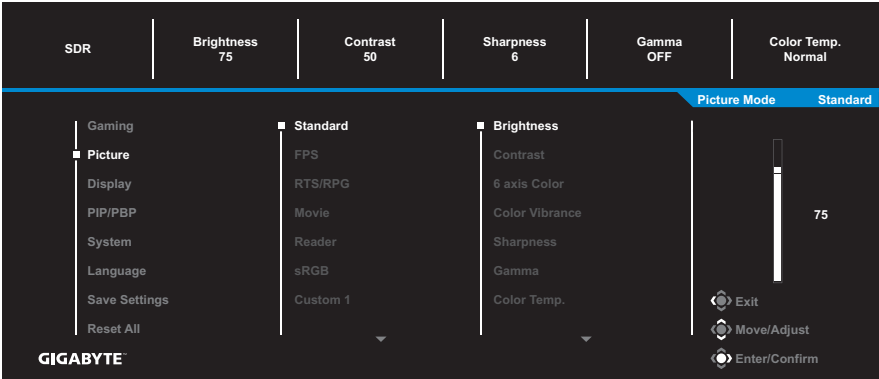 SDR
Brightness
75
Contrast
50
Sharpness
6
Gamma
OFF
Color Temp.
Normal
Picture Mode Standard
Gaming
Picture
Display
PIP/PBP
System
Language
Save Settings
Reset All
Standard
FPS
RTS/RPG
Movie
Reader
sRGB
Custom 1
Brightness
Contrast
6 axis Color
Color Vibrance
Sharpness
Gamma
Color Temp.
75
Exit
Move/Adjust
Enter/Confirm
GIGABYTE™